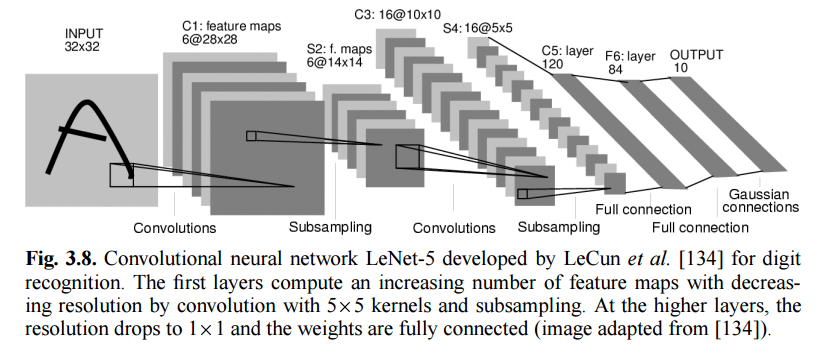 INPUT
32x32
C1: feature maps
6@28x28
S2: f. maps
6@14x14
C3: 16@10x10
S4: 16@5x5
C5: layer
120
F6: layer
84
OUTPUT
10
Convolutions
Subsampling
Convolutions
Subsampling
Full connection
Full connection
Gaussian
connections
Fig. 3.8. Convolutional neural network LeNet-5 developed by LeCun et al. [134] for digit
recognition. The first layers compute an increasing number of feature maps with decreas-
ing resolution by convolution with 5×5 kernels and subsampling. At the higher layers, the
resolution drops to 1×1 and the weights are fully connected (image adapted from [134]).